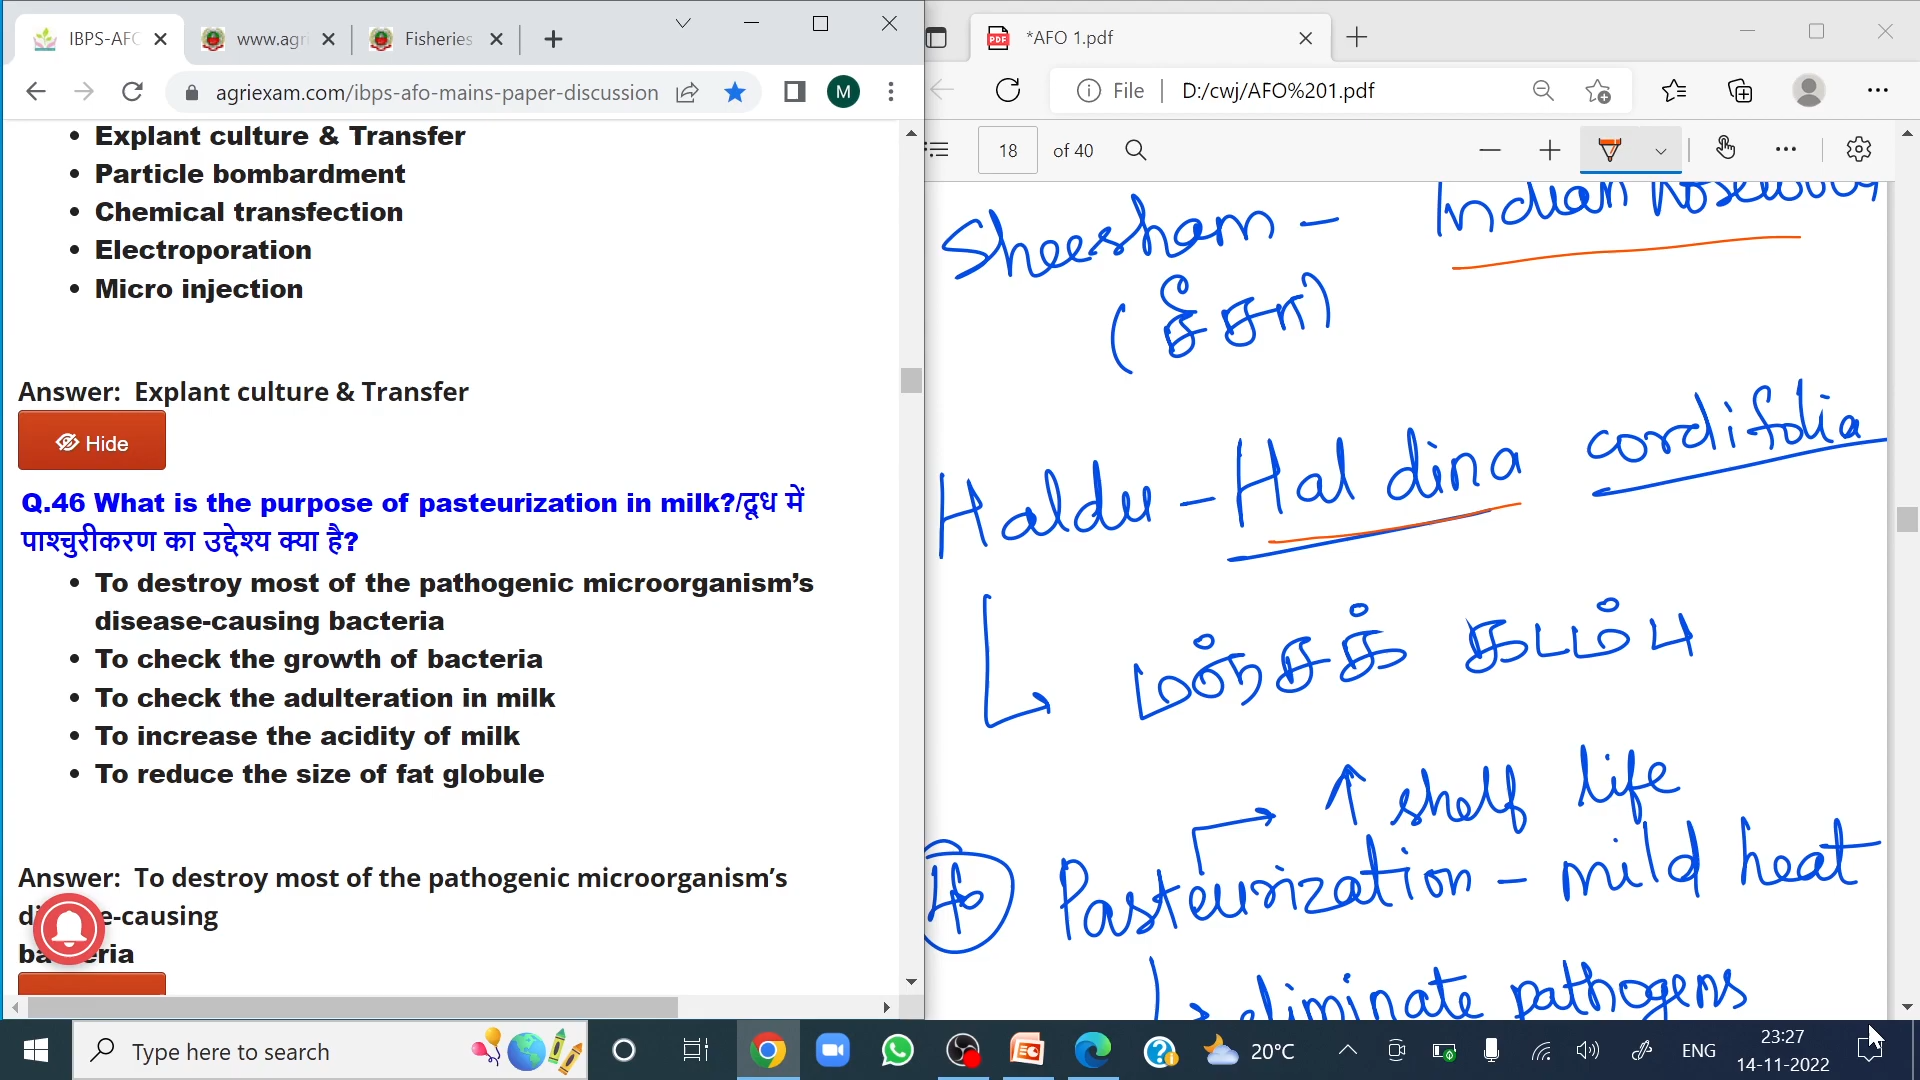 IBPS-AFC
www.agri
Fisheries
agriexam.com/ibps-afo-mains-paper-discussion
M
Explant culture & Transfer
Particle bombardment
Chemical transfection
Electroporation
Micro injection
Answer: Explant culture & Transfer
Hide
Q.46 What is the purpose of pasteurization in milk?/दूध में
पाश्चुरीकरण का उद्देश्य क्या है?
To destroy most of the pathogenic microorganism’s
disease-causing bacteria
To check the growth of bacteria
To check the adulteration in milk
To increase the acidity of milk
To reduce the size of fat globule
Answer: To destroy most of the pathogenic microorganism’s
-causing
*AFO 1.pdf
File D:/cwj/AFO%201.pdf
18 of 40
Sheesham - Indian Rosewood
Haldu - Haldina cordifolia
மஞ்சக் கடம்பு
↑ shelf life
46 Pasteurization - mild heat
eliminate pathogens
Type here to search
20°C
ENG
23:27
14-11-2022